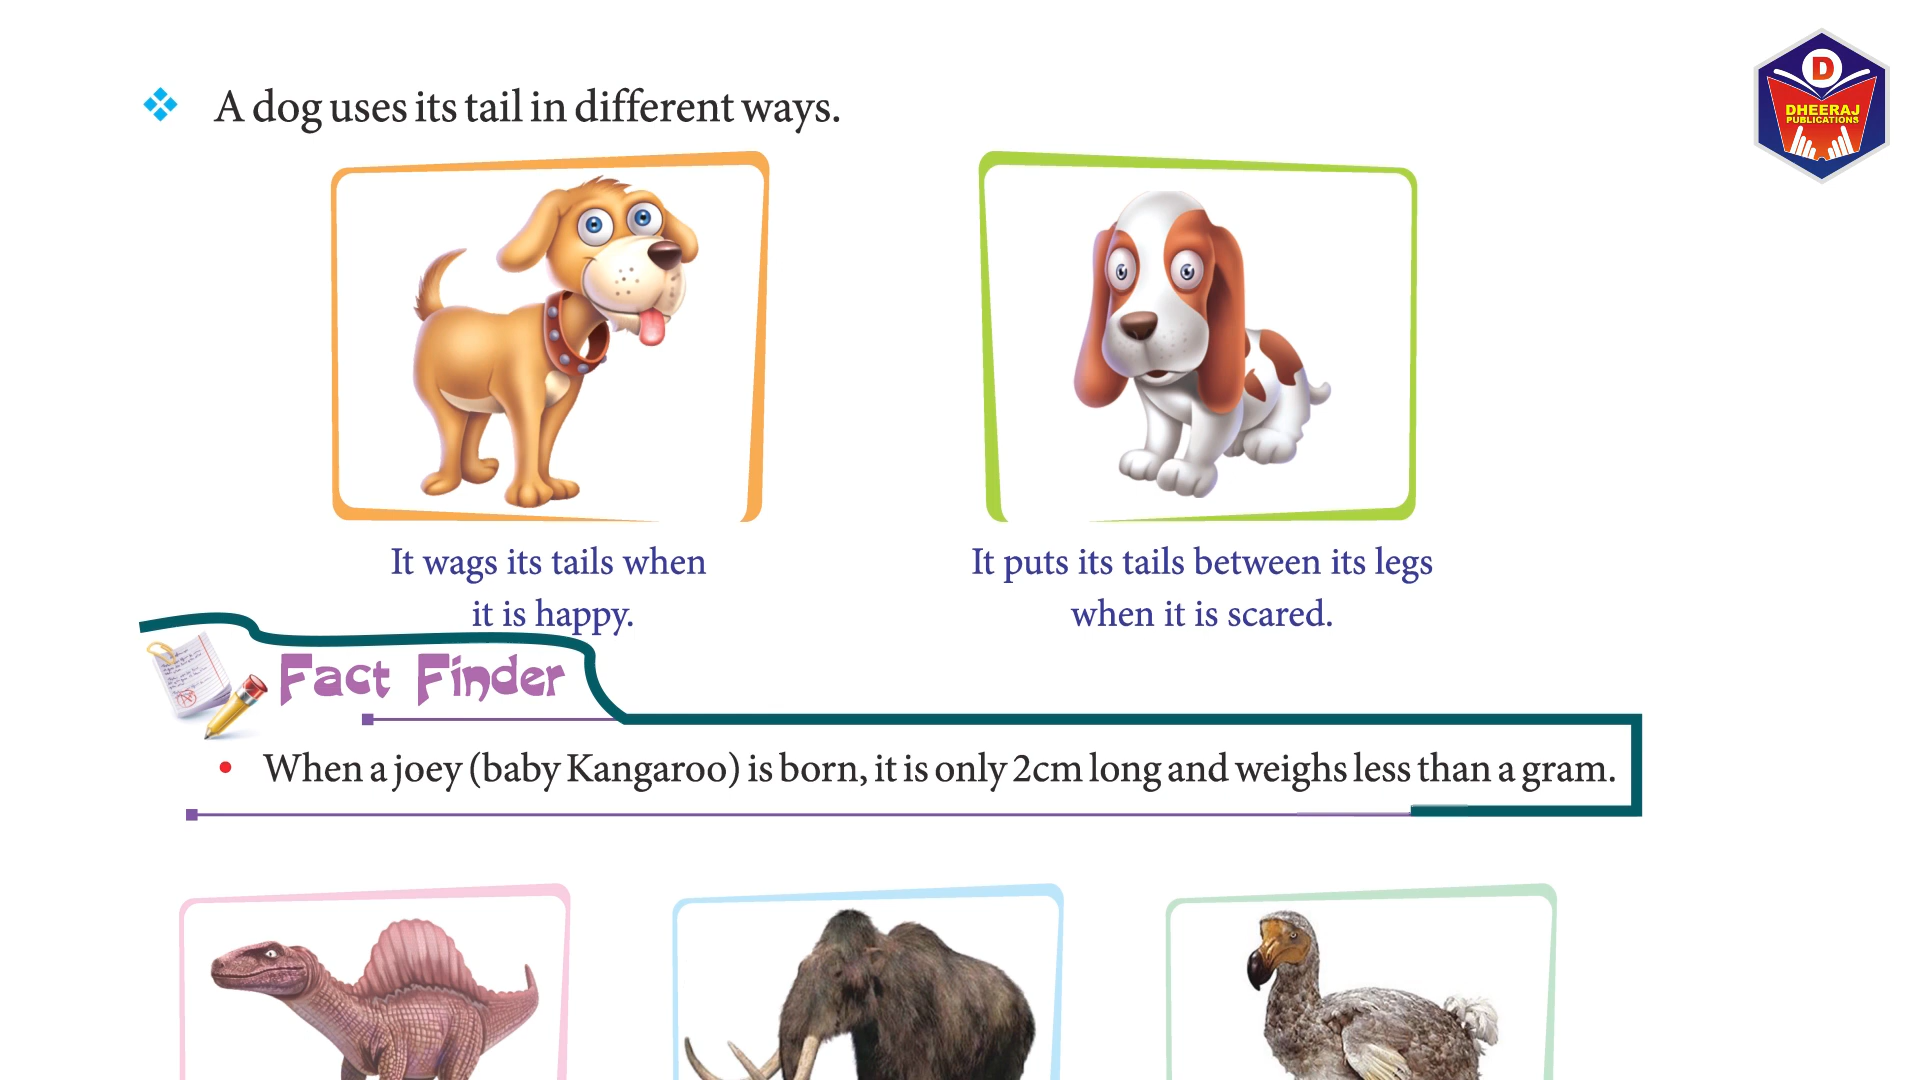 A dog uses its tail in different ways.
D
DHEERAJ
PUBLICATIONS
It wags its tails when
it is happy.
It puts its tails between its legs
when it is scared.
Fact Finder
When a joey (baby Kangaroo) is born, it is only 2cm long and weighs less than a gram.